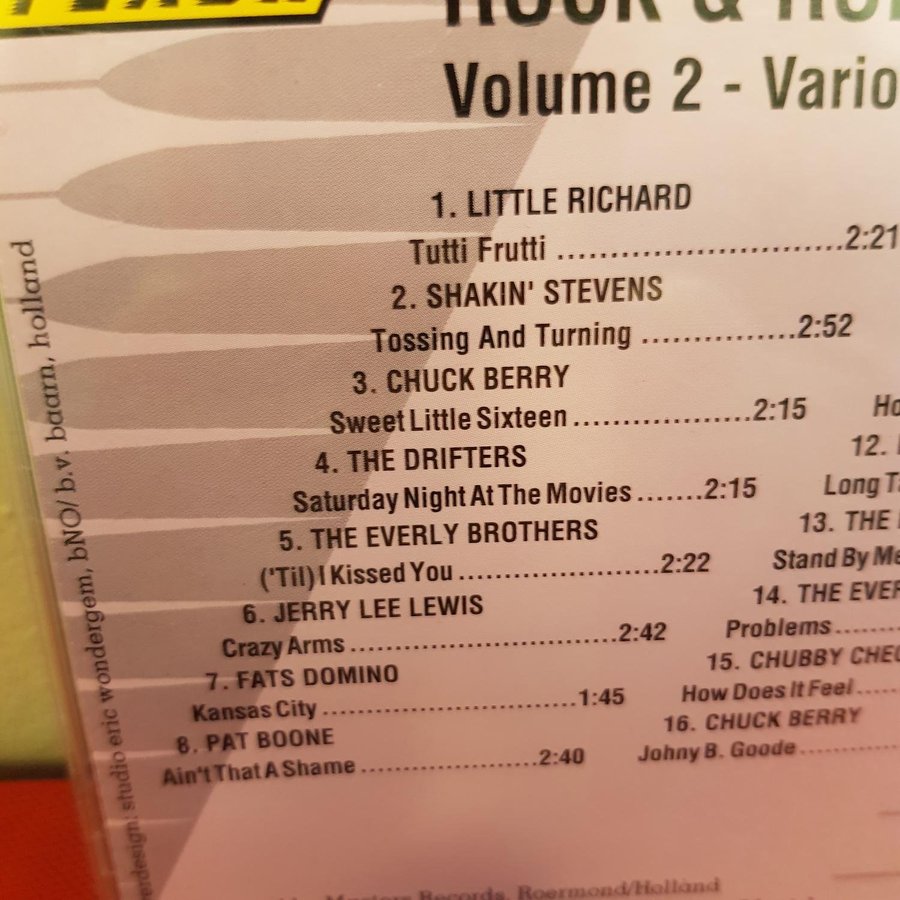 Volume 2 - Vario
1. LITTLE RICHARD
Tutti Frutti ............................2:21
2. SHAKIN' STEVENS
Tossing And Turning ...............2:52
3. CHUCK BERRY
Sweet Little Sixteen ..................2:15
4. THE DRIFTERS
Saturday Night At The Movies .......2:15
5. THE EVERLY BROTHERS
('Til) I Kissed You .....................2:22
6. JERRY LEE LEWIS
Crazy Arms ............................2:42
7. FATS DOMINO
Kansas City ...........................1:45
8. PAT BOONE
Ain't That A Shame ....................2:40
Ho
12.
Long T
13. THE
Stand By Me
14. THE EVER
Problems
15. CHUBBY CHEC
How Does It Feel
16. CHUCK BERRY
Johny B. Goode
erdesign: studio eric wondergem, bNO/ b.v. baarn, holland
Records, Roermond/Holland